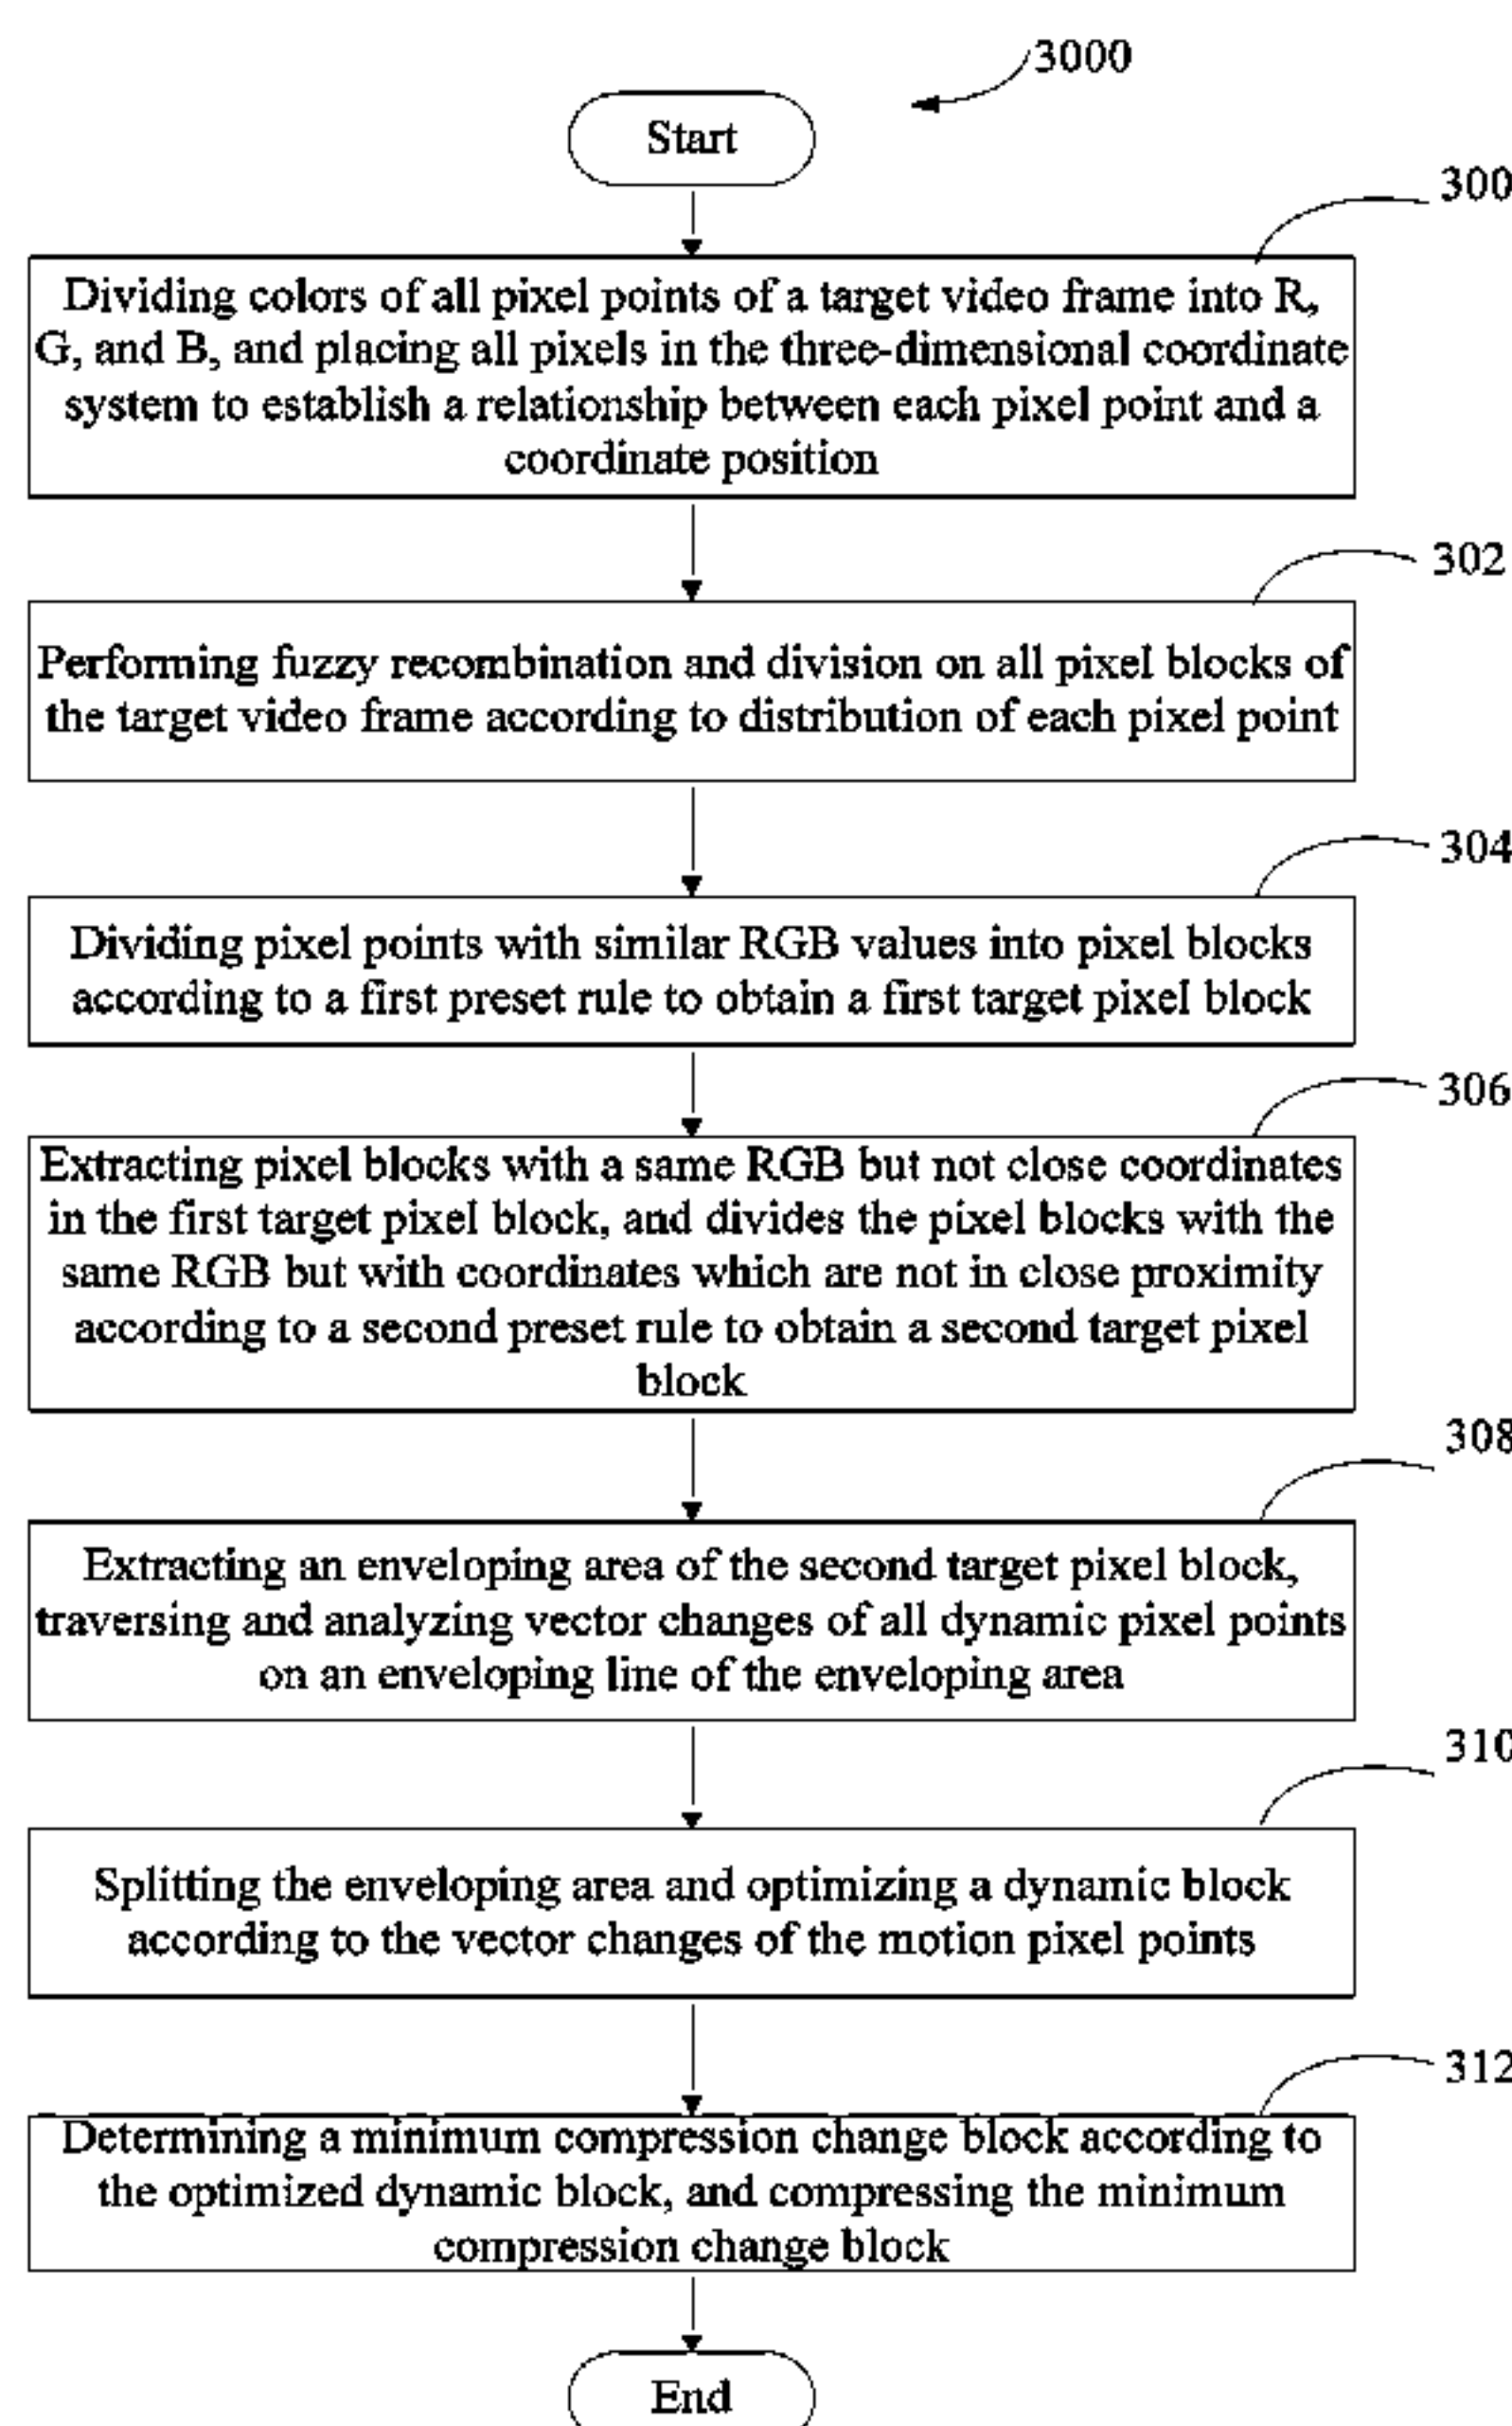 3000
Start
300
Dividing colors of all pixel points of a target video frame into R,
G, and B, and placing all pixels in the three-dimensional coordinate
system to establish a relationship between each pixel point and a
coordinate position
302
Performing fuzzy recombination and division on all pixel blocks of
the target video frame according to distribution of each pixel point
304
Dividing pixel points with similar RGB values into pixel blocks
according to a first preset rule to obtain a first target pixel block
306
Extracting pixel blocks with a same RGB but not close coordinates
in the first target pixel block, and divides the pixel blocks with the
same RGB but with coordinates which are not in close proximity
according to a second preset rule to obtain a second target pixel
block
308
Extracting an enveloping area of the second target pixel block,
traversing and analyzing vector changes of all dynamic pixel points
on an enveloping line of the enveloping area
310
Splitting the enveloping area and optimizing a dynamic block
according to the vector changes of the motion pixel points
312
Determining a minimum compression change block according to
the optimized dynamic block, and compressing the minimum
compression change block
End